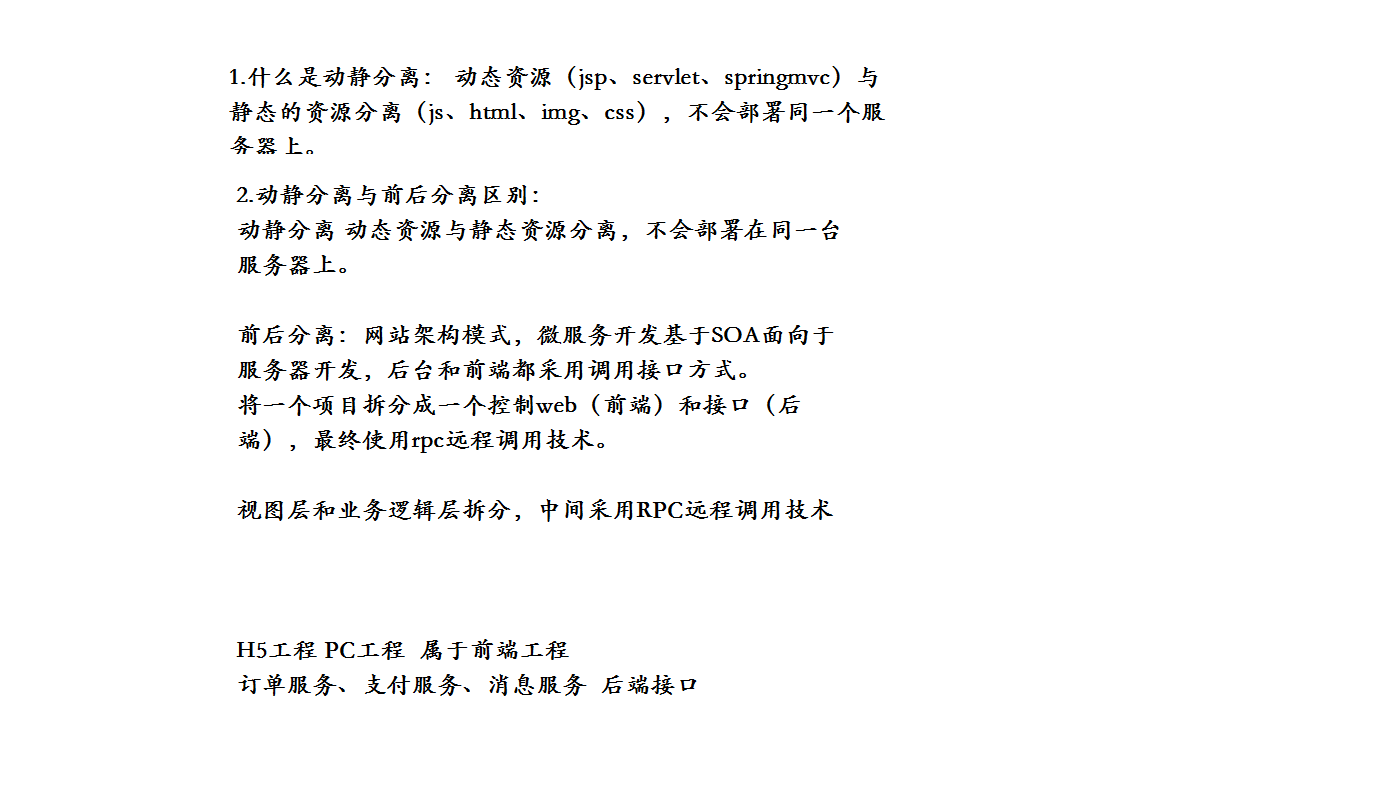 1.什么是动静分离： 动态资源（jsp、servlet、springmvc）与
静态的资源分离（js、html、img、css），不会部署同一个服
务器上。
2.动静分离与前后分离区别：
动静分离 动态资源与静态资源分离，不会部署在同一台
服务器上。
前后分离： 网站架构模式，微服务开发基于SOA面向于
服务器开发，后台和前端都采用调用接口方式。
将一个项目拆分成一个控制web（前端）和接口（后
端），最终使用rpc远程调用技术。
视图层和业务逻辑层拆分，中间采用RPC远程调用技术
H5工程 PC工程 属于前端工程
订单服务、支付服务、消息服务 后端接口